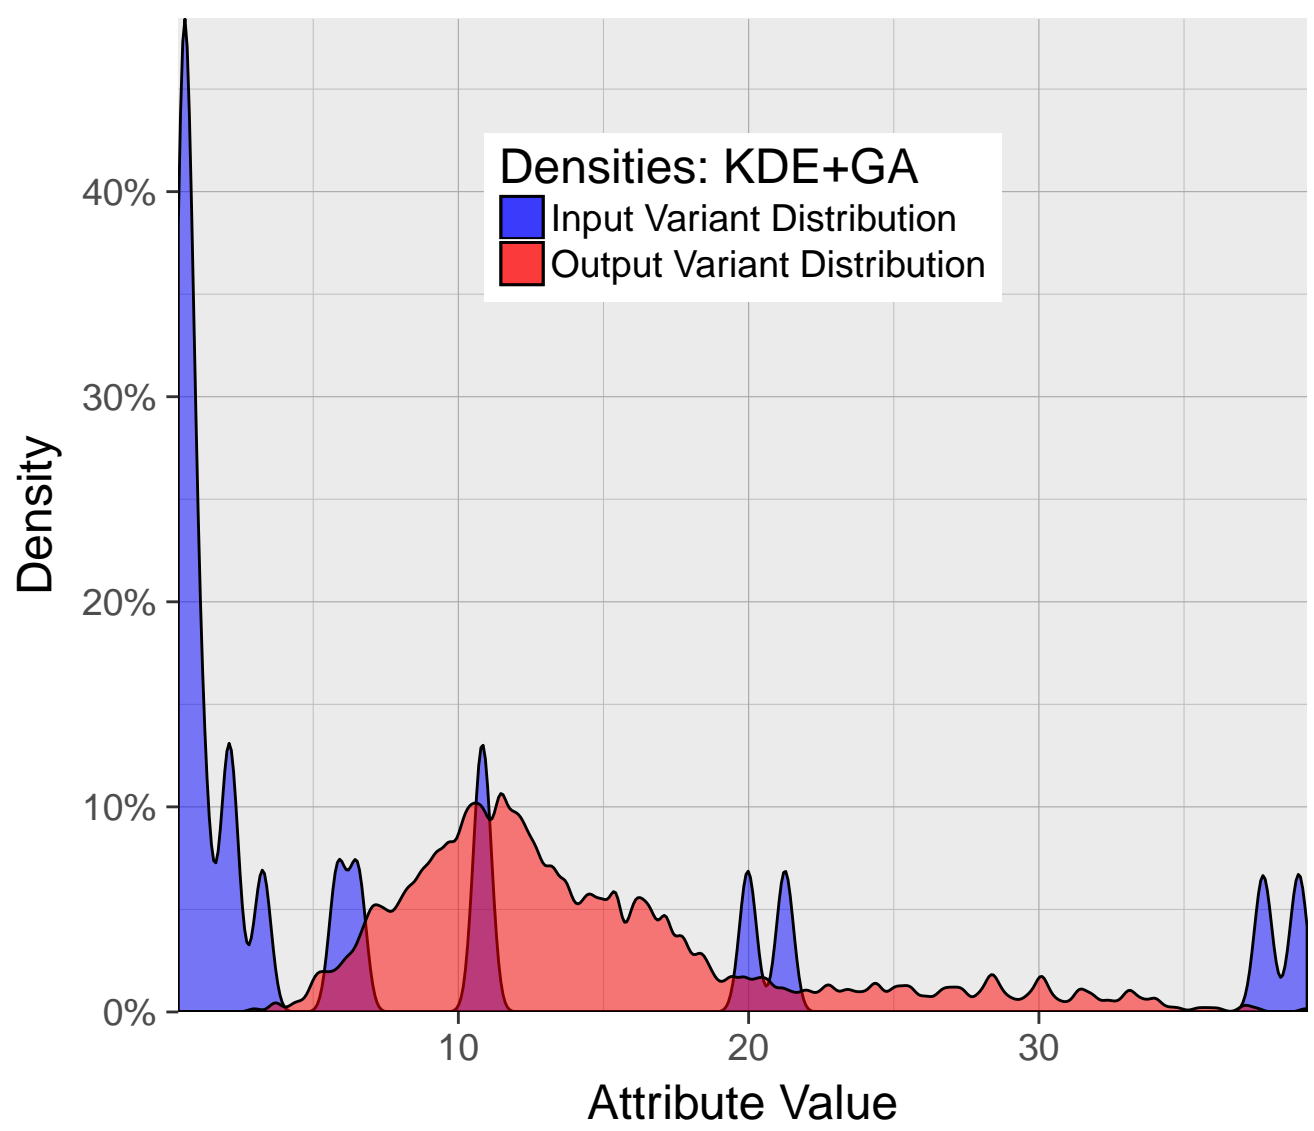 Densities: KDE+GA
Input Variant Distribution
Output Variant Distribution
40%
30%
20%
10%
0%
Density
10
20
30
Attribute Value